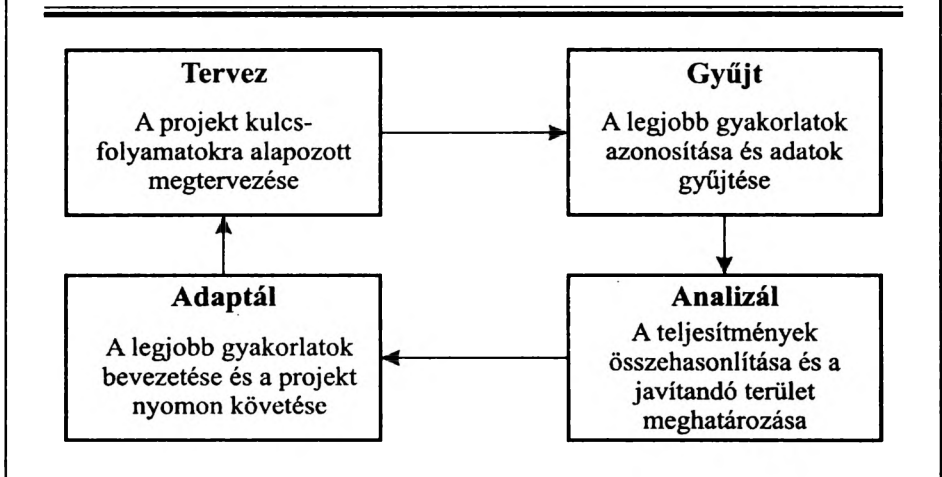 Tervez
A projekt kulcs-
folyamatokra alapozott
megtervezése
Gyűjt
A legjobb gyakorlatok
azonosítása és adatok
gyűjtése
Analizál
A teljesítmények
összehasonlítása és a
javítandó terület
meghatározása
Adaptál
A legjobb gyakorlatok
bevezetése és a projekt
nyomon követése